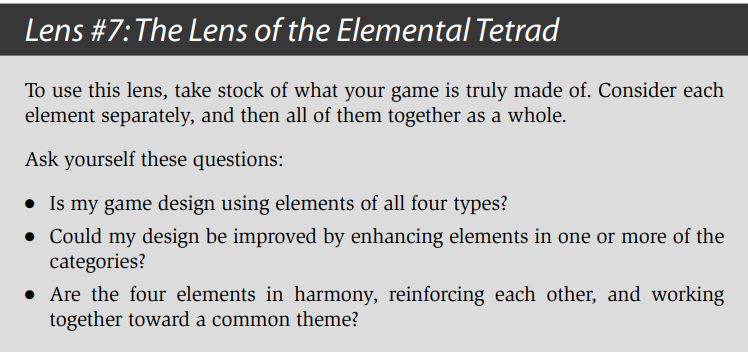 Lens #7: The Lens of the Elemental Tetrad
To use this lens, take stock of what your game is truly made of. Consider each
element separately, and then all of them together as a whole.
Ask yourself these questions:
● Is my game design using elements of all four types?
● Could my design be improved by enhancing elements in one or more of the
categories?
● Are the four elements in harmony, reinforcing each other, and working
together toward a common theme?